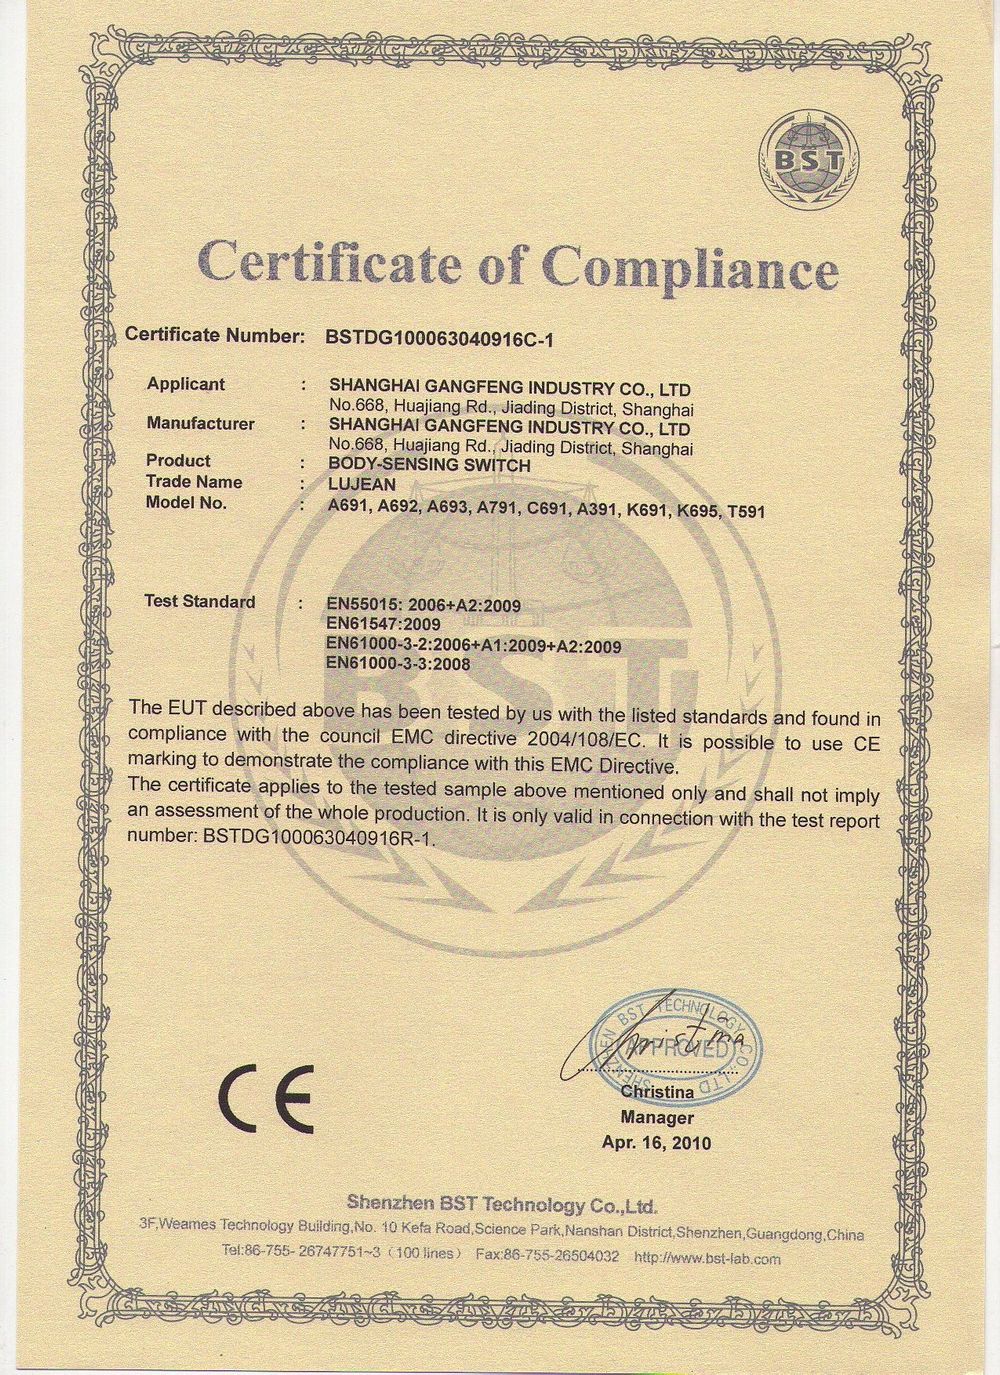 BST
Certificate of Compliance
Certificate Number: BSTDG100063040916C-1
Applicant : SHANGHAI GANGFENG INDUSTRY CO., LTD
No.668, Huajiang Rd., Jiading District, Shanghai
Manufacturer : SHANGHAI GANGFENG INDUSTRY CO., LTD
No.668, Huajiang Rd., Jiading District, Shanghai
Product : BODY-SENSING SWITCH
Trade Name : LUJEAN
Model No. : A691, A692, A693, A791, C691, A391, K691, K695, T591
Test Standard : EN55015: 2006+A2:2009
EN61547:2009
EN61000-3-2:2006+A1:2009+A2:2009
EN61000-3-3:2008
BST
The EUT described above has been tested by us with the listed standards and found in
compliance with the council EMC directive 2004/108/EC. It is possible to use CE
marking to demonstrate the compliance with this EMC Directive.
The certificate applies to the tested sample above mentioned only and shall not imply
an assessment of the whole production. It is only valid in connection with the test report
number: BSTDG100063040916R-1.
SHENZHEN BST TECHNOLOGY CO., LTD
APPROVED
Christina
CE
Christina
Manager
Apr. 16, 2010
Shenzhen BST Technology Co.,Ltd.
3F,Weames Technology Building,No. 10 Kefa Road,Science Park,Nanshan District,Shenzhen,Guangdong,China
Tel:86-755- 26747751~3（100 lines） Fax:86-755-26504032 http://www.bst-lab.com